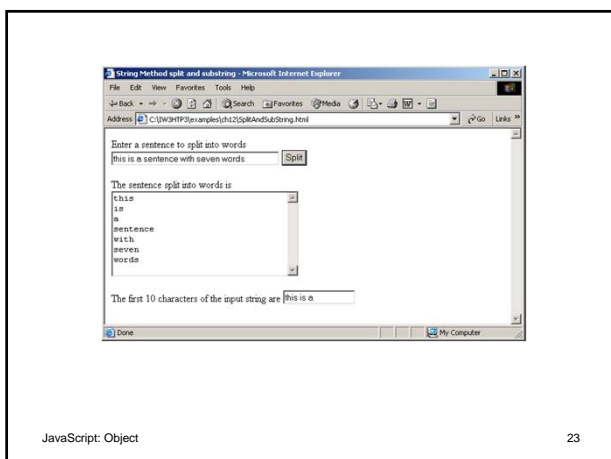 String Method split and substring - Microsoft Internet Explorer
File Edit View Favorites Tools Help
Back Search Favorites Media
Address C:\IW3HTP3\examples\ch12\SplitAndSubString.html Go Links »
Enter a sentence to split into words
this is a sentence with seven words Split
The sentence split into words is
this
is
a
sentence
with
seven
words
The first 10 characters of the input string are this is a
Done My Computer
JavaScript: Object 23